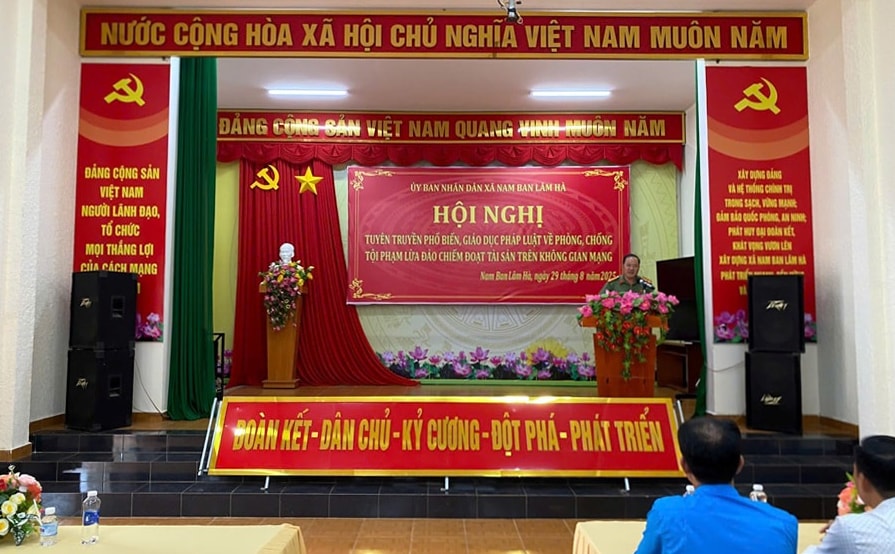 NƯỚC CỘNG HÒA XÃ HỘI CHỦ NGHĨA VIỆT NAM MUÔN NĂM
ĐẢNG CỘNG SẢN VIỆT NAM QUANG VINH MUÔN NĂM
ĐẢNG CỘNG SẢN
VIỆT NAM
NGƯỜI LÃNH ĐẠO,
TỔ CHỨC
MỌI THẮNG LỢI
CỦA CÁCH MẠNG
ỦY BAN NHÂN DÂN XÃ NAM BAN LÂM HÀ
HỘI NGHỊ
TUYÊN TRUYỀN PHỔ BIẾN, GIÁO DỤC PHÁP LUẬT VỀ PHÒNG, CHỐNG
TỘI PHẠM LỪA ĐẢO CHIẾM ĐOẠT TÀI SẢN TRÊN KHÔNG GIAN MẠNG
Nam Ban Lâm Hà, ngày 29 tháng 8 năm 2025
XÂY DỰNG ĐẢNG
VÀ HỆ THỐNG CHÍNH TRỊ
TRONG SẠCH, VỮNG MẠNH;
ĐẢM BẢO QUỐC PHÒNG, AN NINH;
PHÁT HUY ĐẠI ĐOÀN KẾT,
KHÁT VỌNG VƯƠN LÊN
XÂY DỰNG XÃ NAM BAN LÂM HÀ
PHÁT TRIỂN
ĐOÀN KẾT - DÂN CHỦ - KỶ CƯƠNG - ĐỘT PHÁ - PHÁT TRIỂN